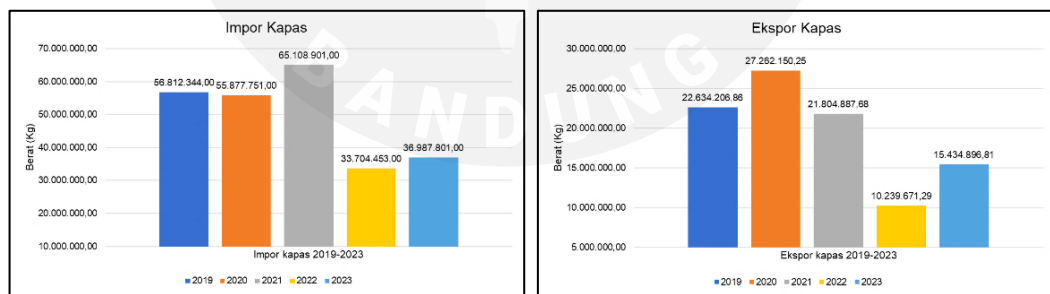 Impor Kapas
70.000.000,00
60.000.000,00
50.000.000,00
40.000.000,00
30.000.000,00
20.000.000,00
10.000.000,00
Berat (Kg)
56.812.344,00
55.877.751,00
65.108.901,00
33.704.453,00
36.987.801,00
Impor kapas 2019-2023
2019 2020 2021 2022 2023
Ekspor Kapas
30.000.000,00
25.000.000,00
20.000.000,00
15.000.000,00
10.000.000,00
5.000.000,00
Berat (Kg)
22.634.206,86
27.262.150,25
21.804.887,68
10.239.671,29
15.434.896,81
Ekspor kapas 2019-2023
2019 2020 2021 2022 2023
BANDUNG